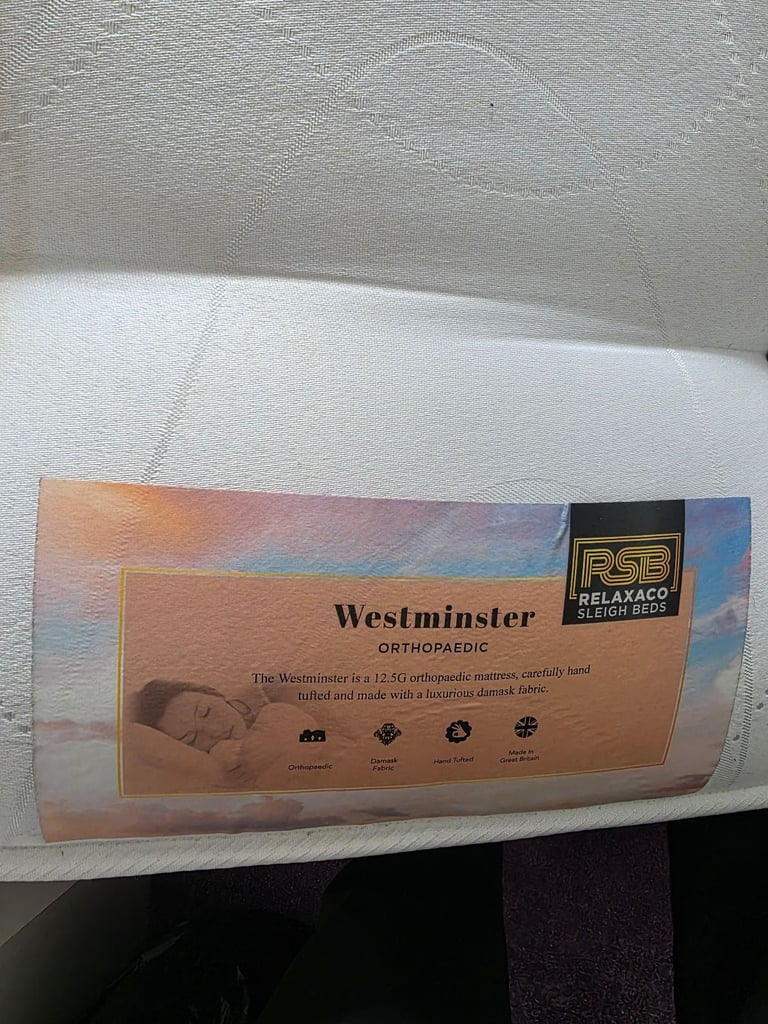 RSB
RELAXACO
SLEIGH BEDS
Westminster
ORTHOPAEDIC
The Westminster is a 12.5G orthopaedic mattress, carefully hand
tufted and made with a luxurious damask fabric.
Orthopaedic
Damask
Fabric
Hand Tufted
Made in
Great Britain